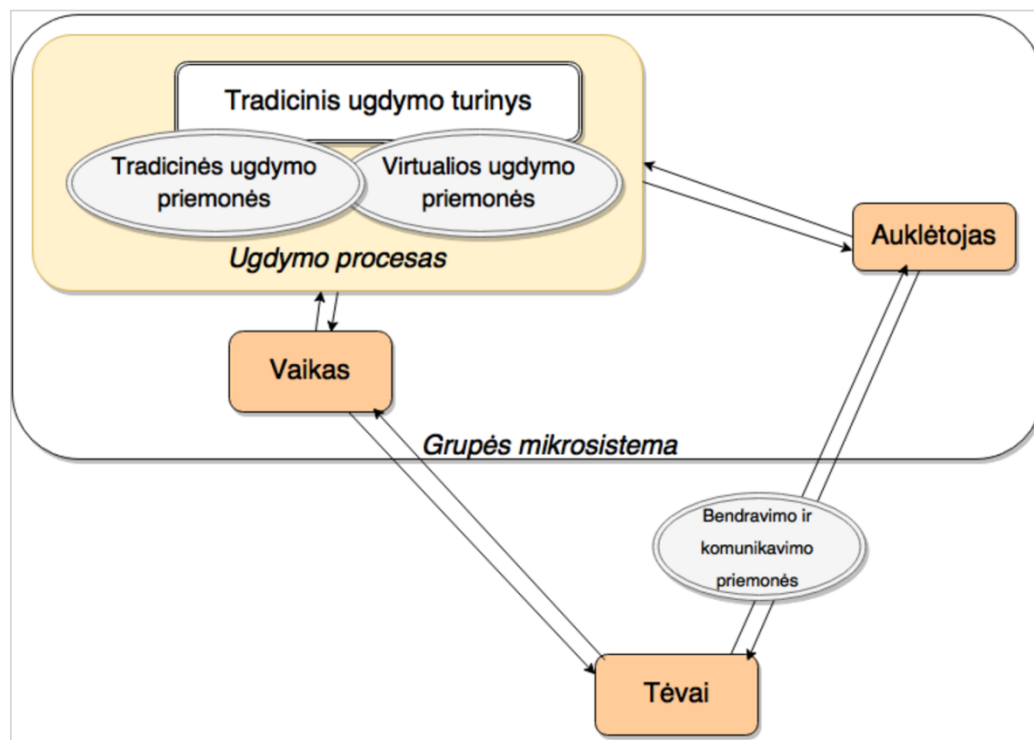 Tradicinis ugdymo turinys
Tradicinės ugdymo
priemonės
Virtualios ugdymo
priemonės
Ugdymo procesas
Auklėtojas
Vaikas
Grupės mikrosistema
Bendravimo ir
komunikavimo
priemonės
Tėvai